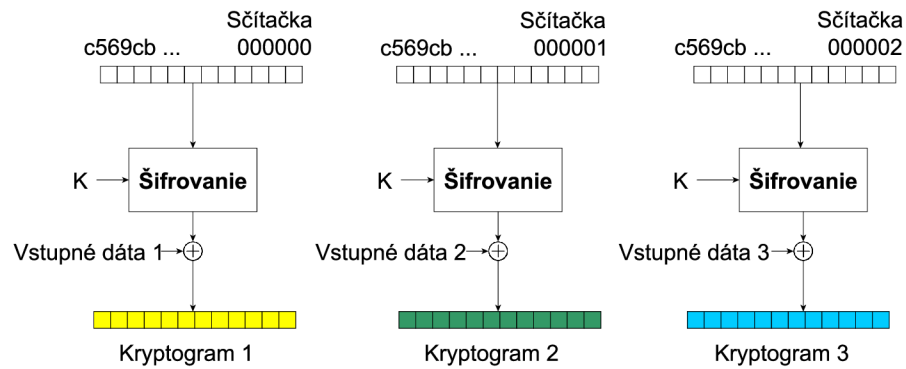 Sčítačka
c569cb ... 000000
K
Šifrovanie
Vstupné dáta 1
Kryptogram 1
Sčítačka
c569cb ... 000001
K
Šifrovanie
Vstupné dáta 2
Kryptogram 2
Sčítačka
c569cb ... 000002
K
Šifrovanie
Vstupné dáta 3
Kryptogram 3